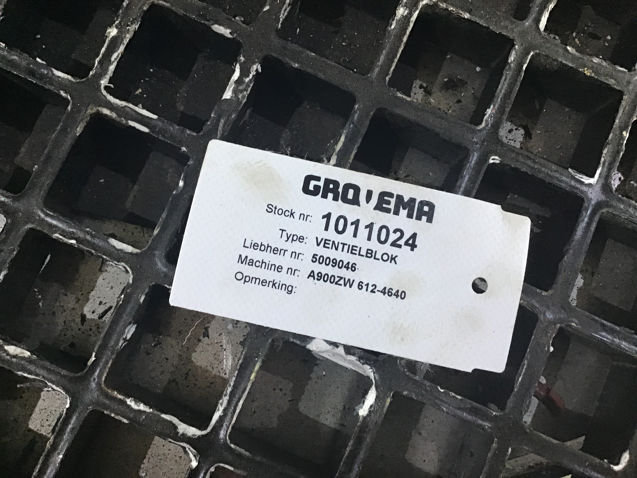 GROVEMA
Stock nr: 1011024
Type: VENTIELBLOK
Liebherr nr: 5009046
Machine nr: A900ZW 612-4640
Opmerking: